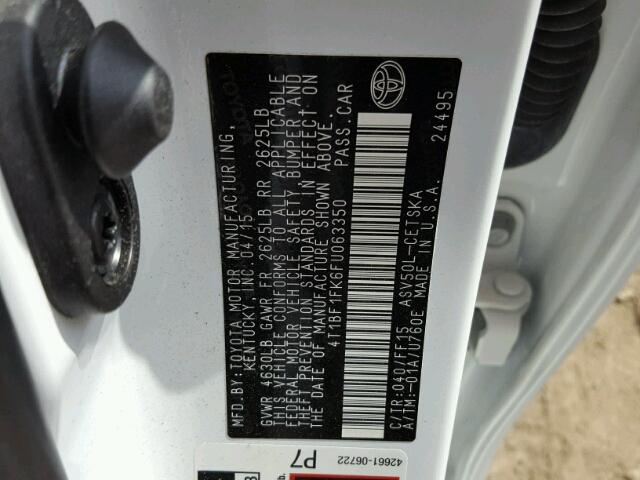 MFD BY:TOYOTA MOTOR MANUFACTURING,
KENTUCKY, INC. 04/15
GVWR 4630LB GAWR FR 2625LB RR 2625LB
THIS VEHICLE CONFORMS TO ALL APPLICABLE
FEDERAL MOTOR VEHICLE SAFETY, BUMPER, AND
THEFT PREVENTION STANDARDS IN EFFECT ON
THE DATE OF MANUFACTURE SHOWN ABOVE.
4T1BF1FK6FU063350 PASS. CAR
C/TR:040/FF15 ASV50L-CETSKA
A/TM:-01A/U760E MADE IN U.S.A.
24495
TOYOTA
P7
42661-06722